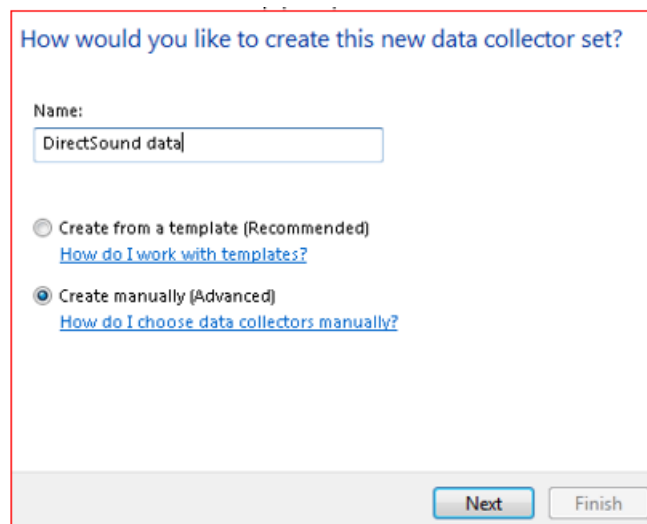 How would you like to create this new data collector set?
Name:
DirectSound data
Create from a template (Recommended)
How do I work with templates?
Create manually (Advanced)
How do I choose data collectors manually?
Next
Finish